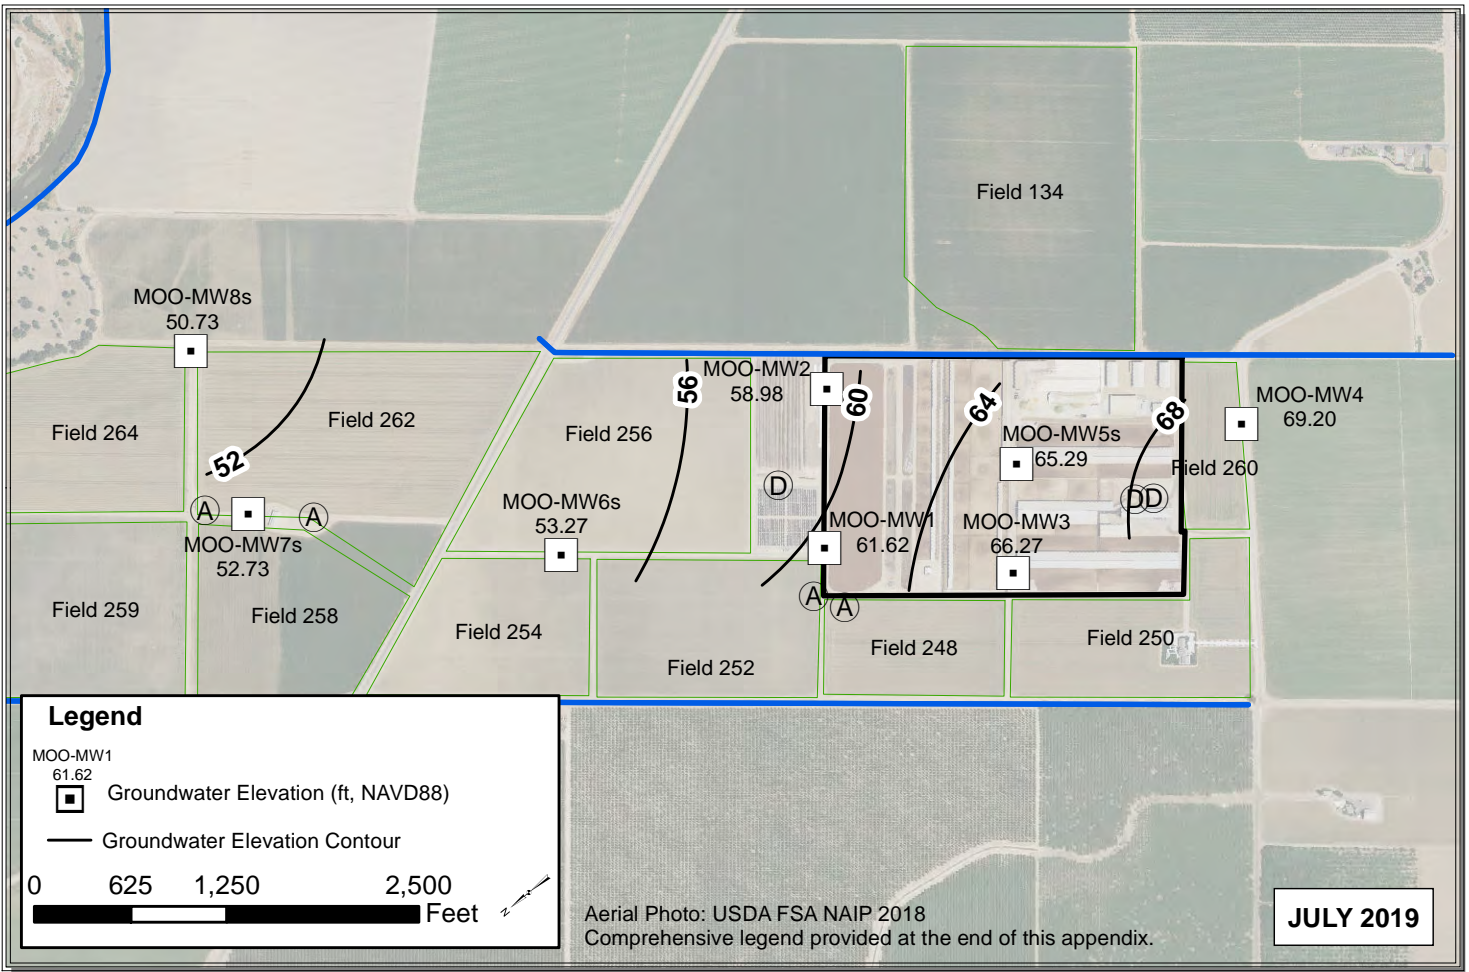 Field 134
MOO-MW8s
50.73
MOO-MW2
58.98
56
60
64
68
MOO-MW4
69.20
Field 264
Field 262
Field 256
MOO-MW5s
65.29
Field 260
52
D
D
D
A
A
MOO-MW6s
53.27
MOO-MW1
61.62
MOO-MW3
66.27
MOO-MW7s
52.73
A
A
Field 259
Field 258
Field 254
Field 252
Field 248
Field 250
Legend
MOO-MW1
61.62
Groundwater Elevation (ft, NAVD88)
Groundwater Elevation Contour
0 625 1,250 2,500
Feet
N
Aerial Photo: USDA FSA NAIP 2018
Comprehensive legend provided at the end of this appendix.
JULY 2019